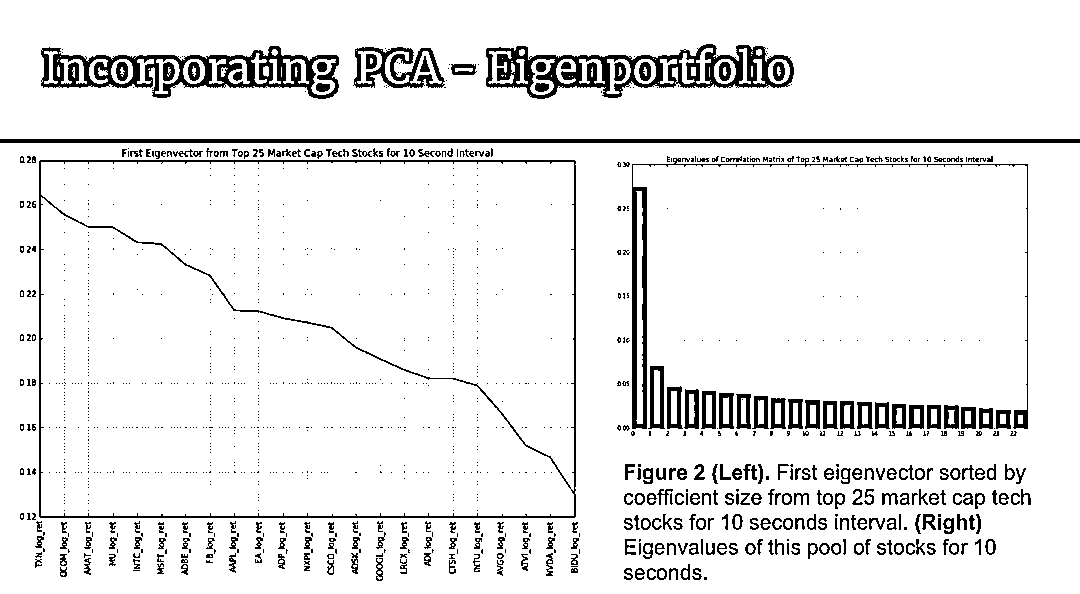 Incorporating PCA – Eigenportfolio
First Eigenvector from Top 25 Market Cap Tech Stocks for 10 Second Interval
0.28
0.26
0.24
0.22
0.20
0.18
0.16
0.14
0.12
TXN_log_ret
QCOM_log_ret
AMAT_log_ret
MU_log_ret
INTC_log_ret
MSFT_log_ret
ADBE_log_ret
FB_log_ret
AAPL_log_ret
EA_log_ret
ADP_log_ret
NXPI_log_ret
CSCO_log_ret
ADSK_log_ret
GOOGL_log_ret
LRCX_log_ret
ADI_log_ret
CTSH_log_ret
INTU_log_ret
AVGO_log_ret
ATVI_log_ret
NVDA_log_ret
BIDU_log_ret
Eigenvalues of Correlation Matrix of Top 25 Market Cap Tech Stocks for 10 Seconds Interval
0.30
0.25
0.20
0.15
0.10
0.05
0.00
0 1 2 3 4 5 6 7 8 9 10 11 12 13 14 15 16 17 18 19 20 21 22
Figure 2 (Left). First eigenvector sorted by
coefficient size from top 25 market cap tech
stocks for 10 seconds interval. (Right)
Eigenvalues of this pool of stocks for 10
seconds.